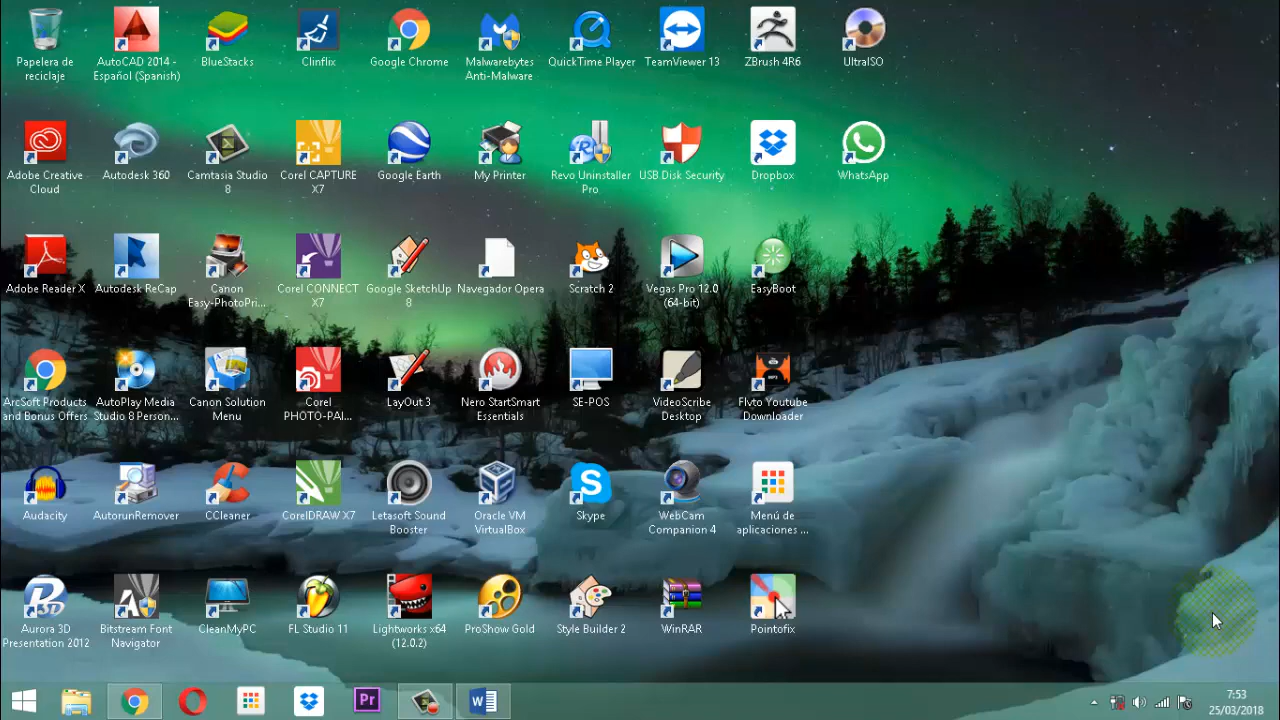 Papelera de
reciclaje
AutoCAD 2014 -
Español (Spanish)
BlueStacks
Clinflix
Google Chrome
Malwarebytes
Anti-Malware
QuickTime Player
TeamViewer 13
ZBrush 4R6
UltraISO
Adobe Creative
Cloud
Autodesk 360
Camtasia Studio
8
Corel CAPTURE
X7
Google Earth
My Printer
Revo Uninstaller
Pro
USB Disk Security
Dropbox
WhatsApp
Adobe Reader X
Autodesk ReCap
Canon
Easy-PhotoPri...
Corel CONNECT
X7
Google SketchUp
8
Navegador Opera
Scratch 2
Vegas Pro 12.0
(64-bit)
EasyBoot
ArcSoft Products
and Bonus Offers
AutoPlay Media
Studio 8 Person...
Canon Solution
Menu
Corel
PHOTO-PAI...
LayOut 3
Nero StartSmart
Essentials
SE-POS
VideoScribe
Desktop
MP3
Flvto Youtube
Downloader
Audacity
AutorunRemover
CCleaner
CorelDRAW X7
Letasoft Sound
Booster
Oracle VM
VirtualBox
Skype
WebCam
Companion 4
Menú de
aplicaciones ...
Aurora 3D
Presentation 2012
Bitstream Font
Navigator
CleanMyPC
FL Studio 11
Lightworks x64
(12.0.2)
ProShow Gold
Style Builder 2
WinRAR
Pointofix
Pr
7:53
25/03/2018